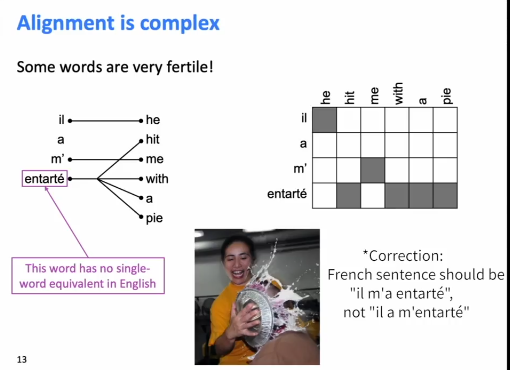 Alignment is complex
Some words are very fertile!
il he
a hit
m' me
entarté with
a
pie
This word has no single-
word equivalent in English
he hit me with a pie
il
a
m'
entarté
*Correction:
French sentence should be
"il m'a entarté",
not "il a m'entarté"
13